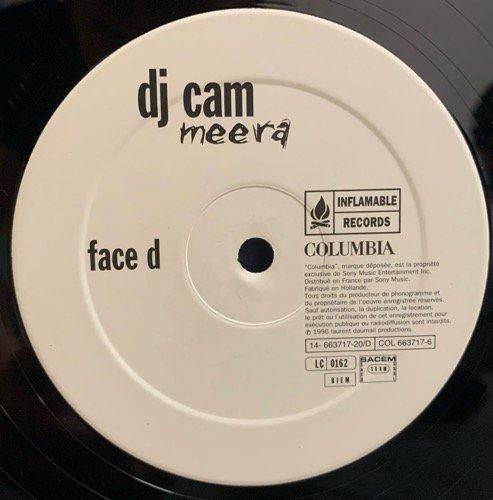 dj cam
meera
face d
INFLAMABLE
RECORDS
COLUMBIA
"Columbia", marque déposée, est la propriété
exclusive de Sony Music Entertainment Inc.
Distribué en France par Sony Music.
Fabriqué en Hollande.
Tous droits du producteur de phonogramme et
du propriétaire de l'oeuvre enregistrée réservés.
Sauf autorisation, la duplication, la location,
le prêt ou l'utilisation de cet enregistrement pour
exécution publique ou radiodiffusion sont interdits.
℗ 1996 laurent daumail productions
14- 663717-20/D COL 663717-6
LC 0162
BIEM
SACEM